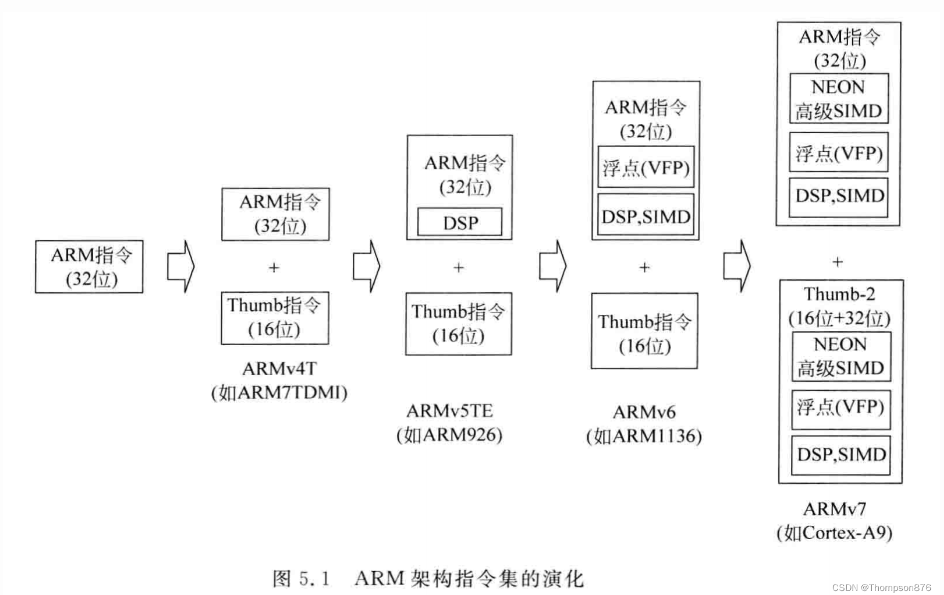 ARM指令
(32位)
ARM指令
(32位)
+
Thumb指令
(16位)
ARMv4T
(如ARM7TDMI)
ARM指令
(32位)
DSP
+
Thumb指令
(16位)
ARMv5TE
(如ARM926)
ARM指令
(32位)
浮点(VFP)
DSP,SIMD
+
Thumb指令
(16位)
ARMv6
(如ARM1136)
ARM指令
(32位)
NEON
高级SIMD
浮点(VFP)
DSP,SIMD
+
Thumb-2
(16位+32位)
NEON
高级SIMD
浮点(VFP)
DSP,SIMD
ARMv7
(如Cortex-A9)
图 5.1 ARM 架构指令集的演化
CSDN @Thompson876